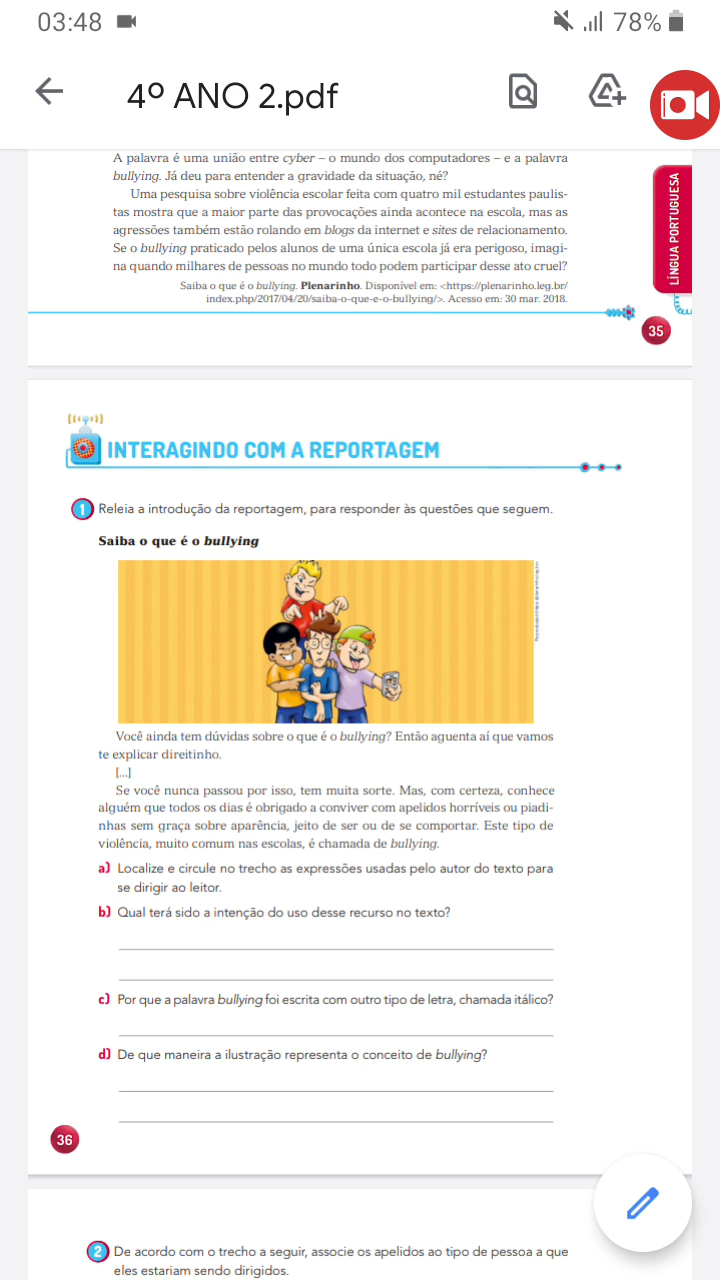 03:48
78%
4º ANO 2.pdf
A palavra é uma união entre cyber – o mundo dos computadores – e a palavra
bullying. Já deu para entender a gravidade da situação, né?
Uma pesquisa sobre violência escolar feita com quatro mil estudantes paulis-
tas mostra que a maior parte das provocações ainda acontece na escola, mas as
agressões também estão rolando em blogs da internet e sites de relacionamento.
Se o bullying praticado pelos alunos de uma única escola já era perigoso, imagi-
na quando milhares de pessoas no mundo todo podem participar desse ato cruel?
Saiba o que é o bullying. Plenarinho. Disponível em: <https://plenarinho.leg.br/
index.php/2017/04/20/saiba-o-que-e-o-bullying/>. Acesso em: 30 mar. 2018.
LÍNGUA PORTUGUESA
35
INTERAGINDO COM A REPORTAGEM
1 Releia a introdução da reportagem, para responder às questões que seguem.
Saiba o que é o bullying
Você ainda tem dúvidas sobre o que é o bullying? Então aguenta aí que vamos
te explicar direitinho.
[...]
Se você nunca passou por isso, tem muita sorte. Mas, com certeza, conhece
alguém que todos os dias é obrigado a conviver com apelidos horríveis ou piadi-
nhas sem graça sobre aparência, jeito de ser ou de se comportar. Este tipo de
violência, muito comum nas escolas, é chamada de bullying.
a) Localize e circule no trecho as expressões usadas pelo autor do texto para
se dirigir ao leitor.
b) Qual terá sido a intenção do uso desse recurso no texto?
c) Por que a palavra bullying foi escrita com outro tipo de letra, chamada itálico?
d) De que maneira a ilustração representa o conceito de bullying?
36
2 De acordo com o trecho a seguir, associe os apelidos ao tipo de pessoa a que
eles estariam sendo dirigidos.